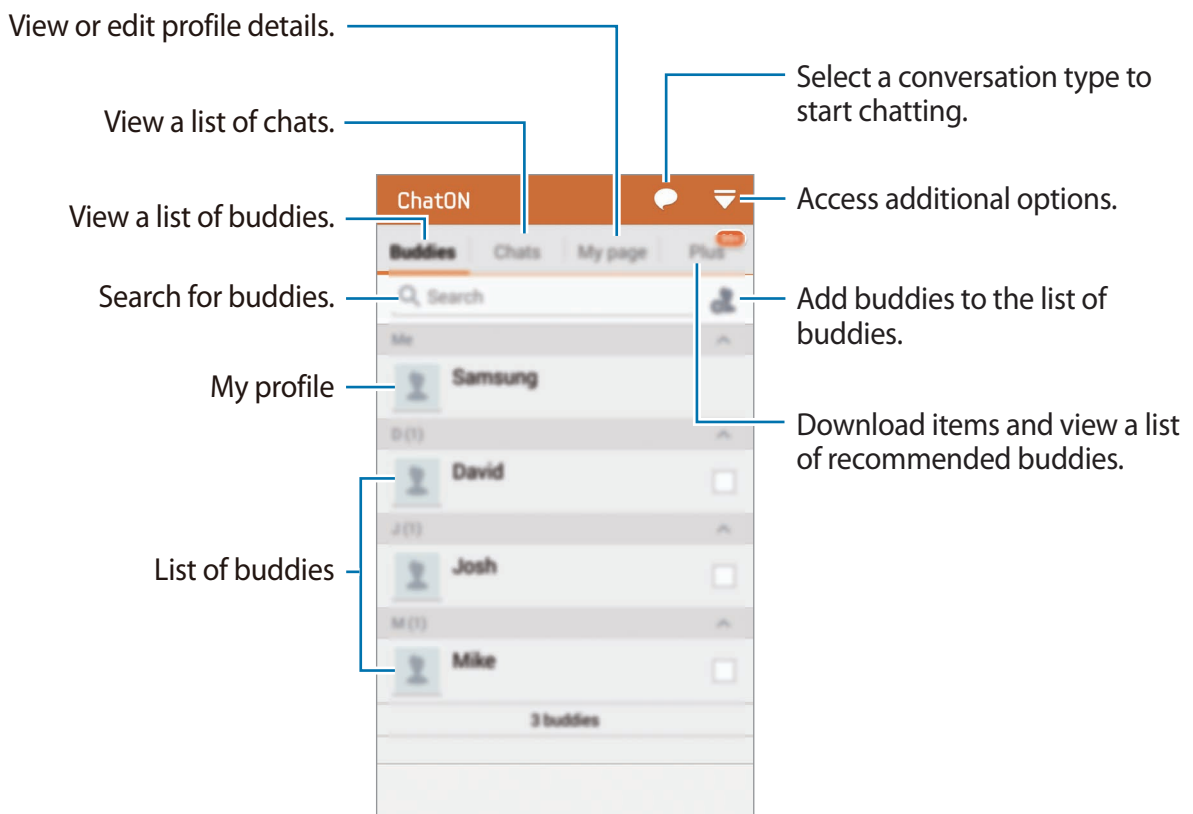 View or edit profile details.
Select a conversation type to
start chatting.
View a list of chats.
ChatON
Access additional options.
View a list of buddies.
Buddies
Chats
My page
Plus
Search for buddies.
Search
Add buddies to the list of
buddies.
Me
My profile
Samsung
Download items and view a list
of recommended buddies.
D (1)
David
J (1)
List of buddies
Josh
M (1)
Mike
3 buddies